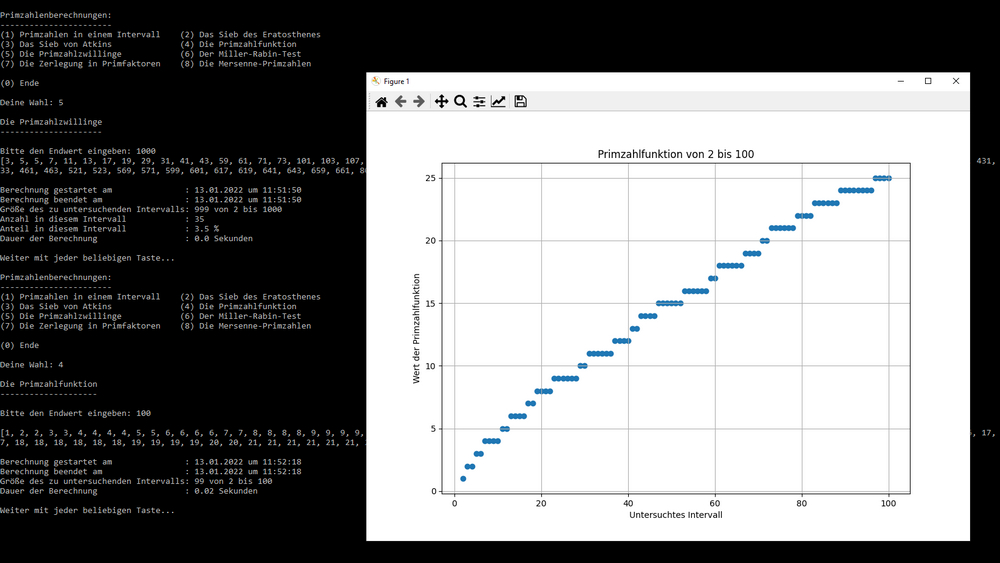 Primzahlenberechnungen:
-----------------------
(1) Primzahlen in einem Intervall (2) Das Sieb des Eratosthenes
(3) Das Sieb von Atkins (4) Die Primzahlfunktion
(5) Die Primzahlzwillinge (6) Der Miller-Rabin-Test
(7) Die Zerlegung in Primfaktoren (8) Die Mersenne-Primzahlen
(0) Ende
Deine Wahl: 5
Die Primzahlzwillinge
---------------------
Bitte den Endwert eingeben: 1000
[3, 5, 5, 7, 11, 13, 17, 19, 29, 31, 41, 43, 59, 61, 71, 73, 101, 103, 107, 431,
33, 461, 463, 521, 523, 569, 571, 599, 601, 617, 619, 641, 643, 659, 661,
Berechnung gestartet am : 13.01.2022 um 11:51:50
Berechnung beendet am : 13.01.2022 um 11:51:50
Größe des zu untersuchenden Intervalls: 999 von 2 bis 1000
Anzahl in diesem Intervall : 35
Anteil in diesem Intervall : 3.5 %
Dauer der Berechnung : 0.0 Sekunden
Weiter mit jeder beliebigen Taste...
Primzahlenberechnungen:
-----------------------
(1) Primzahlen in einem Intervall (2) Das Sieb des Eratosthenes
(3) Das Sieb von Atkins (4) Die Primzahlfunktion
(5) Die Primzahlzwillinge (6) Der Miller-Rabin-Test
(7) Die Zerlegung in Primfaktoren (8) Die Mersenne-Primzahlen
(0) Ende
Deine Wahl: 4
Die Primzahlfunktion
--------------------
Bitte den Endwert eingeben: 100
[1, 2, 2, 3, 3, 4, 4, 4, 4, 5, 5, 6, 6, 6, 6, 7, 7, 8, 8, 8, 8, 9, 9, 9, 9, 17,
7, 18, 18, 18, 18, 18, 18, 19, 19, 19, 19, 20, 20, 21, 21, 21, 21, 21, 21,
Berechnung gestartet am : 13.01.2022 um 11:52:18
Berechnung beendet am : 13.01.2022 um 11:52:18
Größe des zu untersuchenden Intervalls: 99 von 2 bis 100
Dauer der Berechnung : 0.02 Sekunden
Weiter mit jeder beliebigen Taste...
Figure 1
Primzahlfunktion von 2 bis 100
Wert der Primzahlfunktion
25
20
15
10
5
0
0 20 40 60 80 100
Untersuchtes Intervall